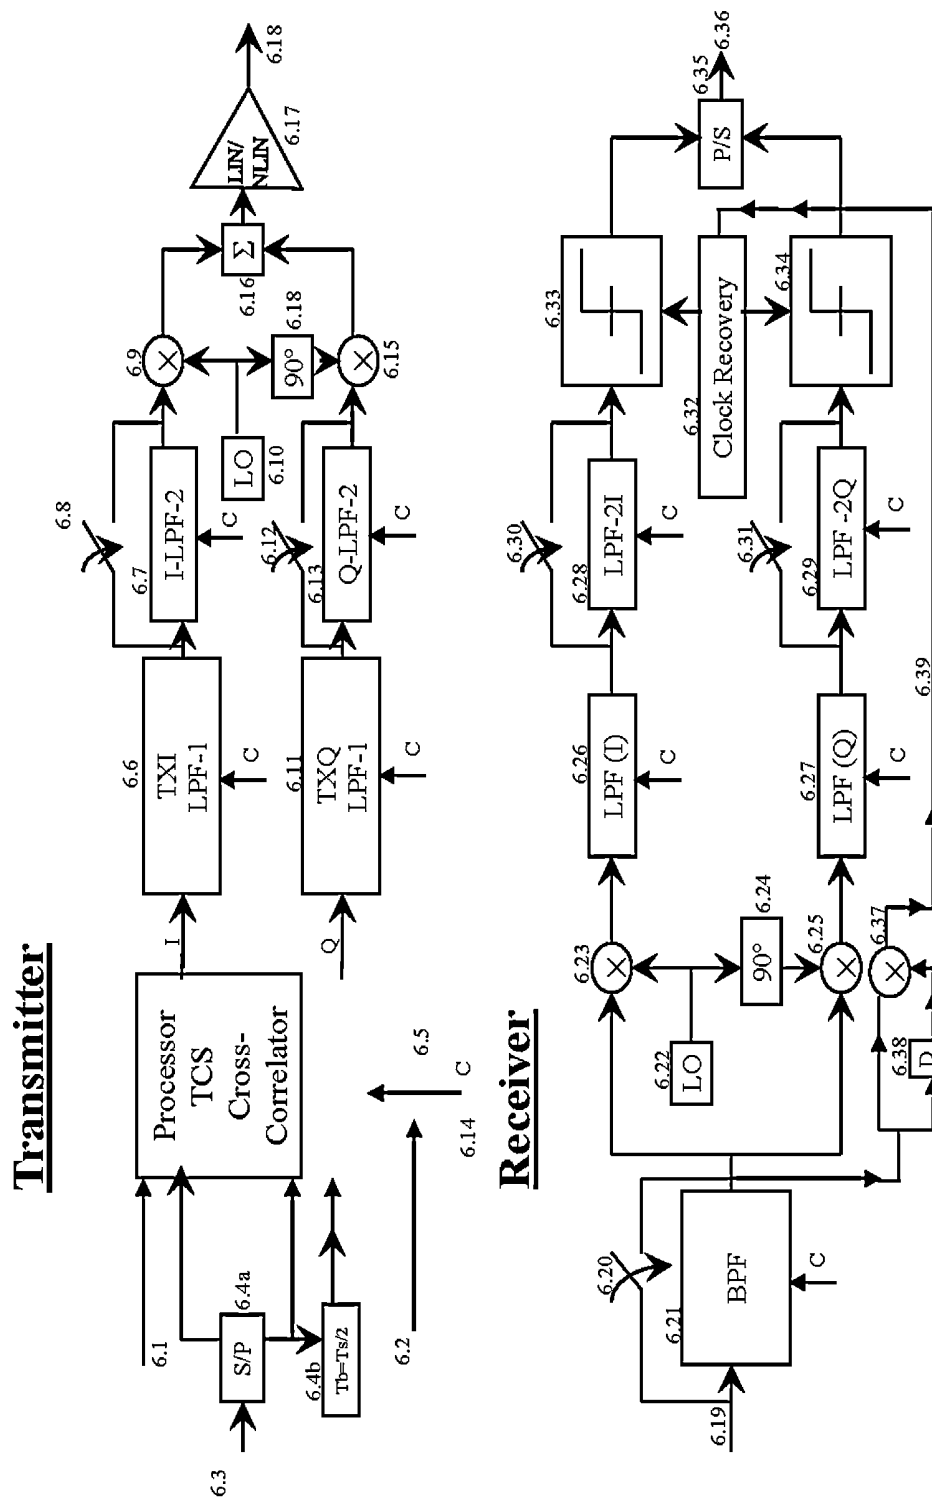 Transmitter
6.1
6.3
S/P
6.4a
6.4b
Tb=Ts/2
6.2
Processor
TCS
Cross-
Correlator
6.5
C
6.14
I
Q
6.6
TXI
LPF-1
C
6.11
TXQ
LPF-1
C
6.7
I-LPF-2
6.8
C
6.12
6.13
Q-LPF-2
C
6.9
LO
6.10
90°
6.18
6.15
6.16
Σ
LIN/
NLIN
6.17
6.18
Receiver
6.19
6.20
6.21
BPF
C
6.22
LO
6.23
90°
6.24
6.25
6.37
6.38
D
6.39
6.26
LPF (I)
C
6.27
LPF (Q)
C
6.28
LPF-2I
6.30
C
6.29
LPF -2Q
6.31
C
6.32
Clock Recovery
6.33
6.34
P/S
6.35
6.36